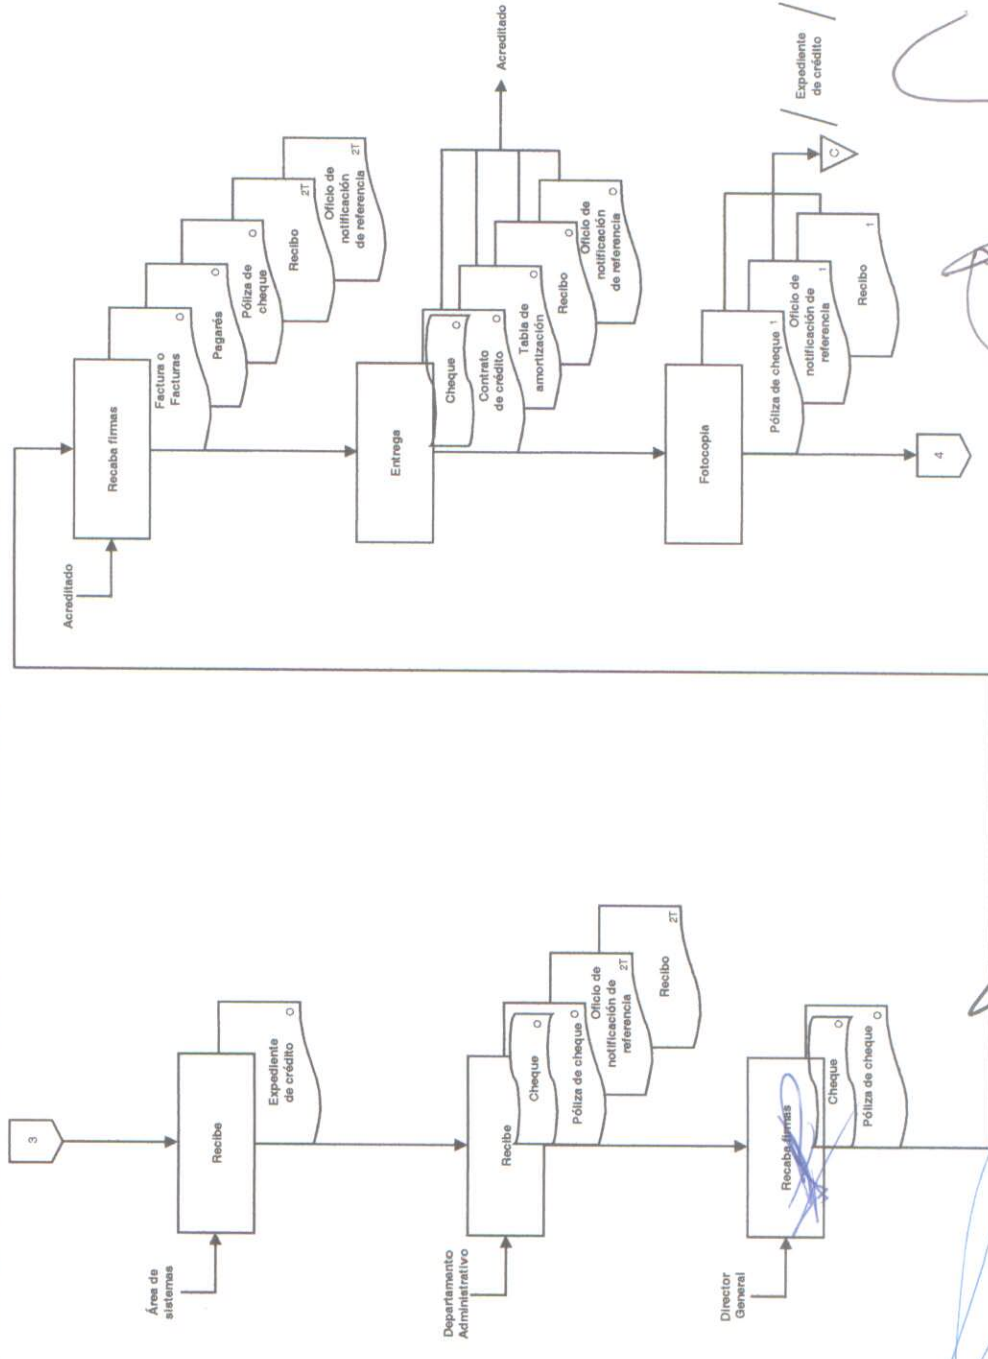 3
Área de
sistemas
Recibe
Expediente
de crédito
O
Departamento
Administrativo
Recibe
Cheque
O
Póliza de cheque
O
Oficio de
notificación de
referencia
2T
Recibo
2T
Director
General
Recaba firmas
Cheque
O
Póliza de cheque
O
Acreditado
Recaba firmas
Factura o
Facturas
O
Pagarés
O
Póliza de
cheque
O
Recibo
2T
Oficio de
notificación
de referencia
2T
Entrega
Cheque
O
Contrato
de crédito
O
Tabla de
amortización
O
Recibo
O
Oficio de
notificación
de referencia
O
Acreditado
Fotocopia
Póliza de cheque
1
Oficio de
notificación de
referencia
1
Recibo
1
C
Expediente
de crédito
4